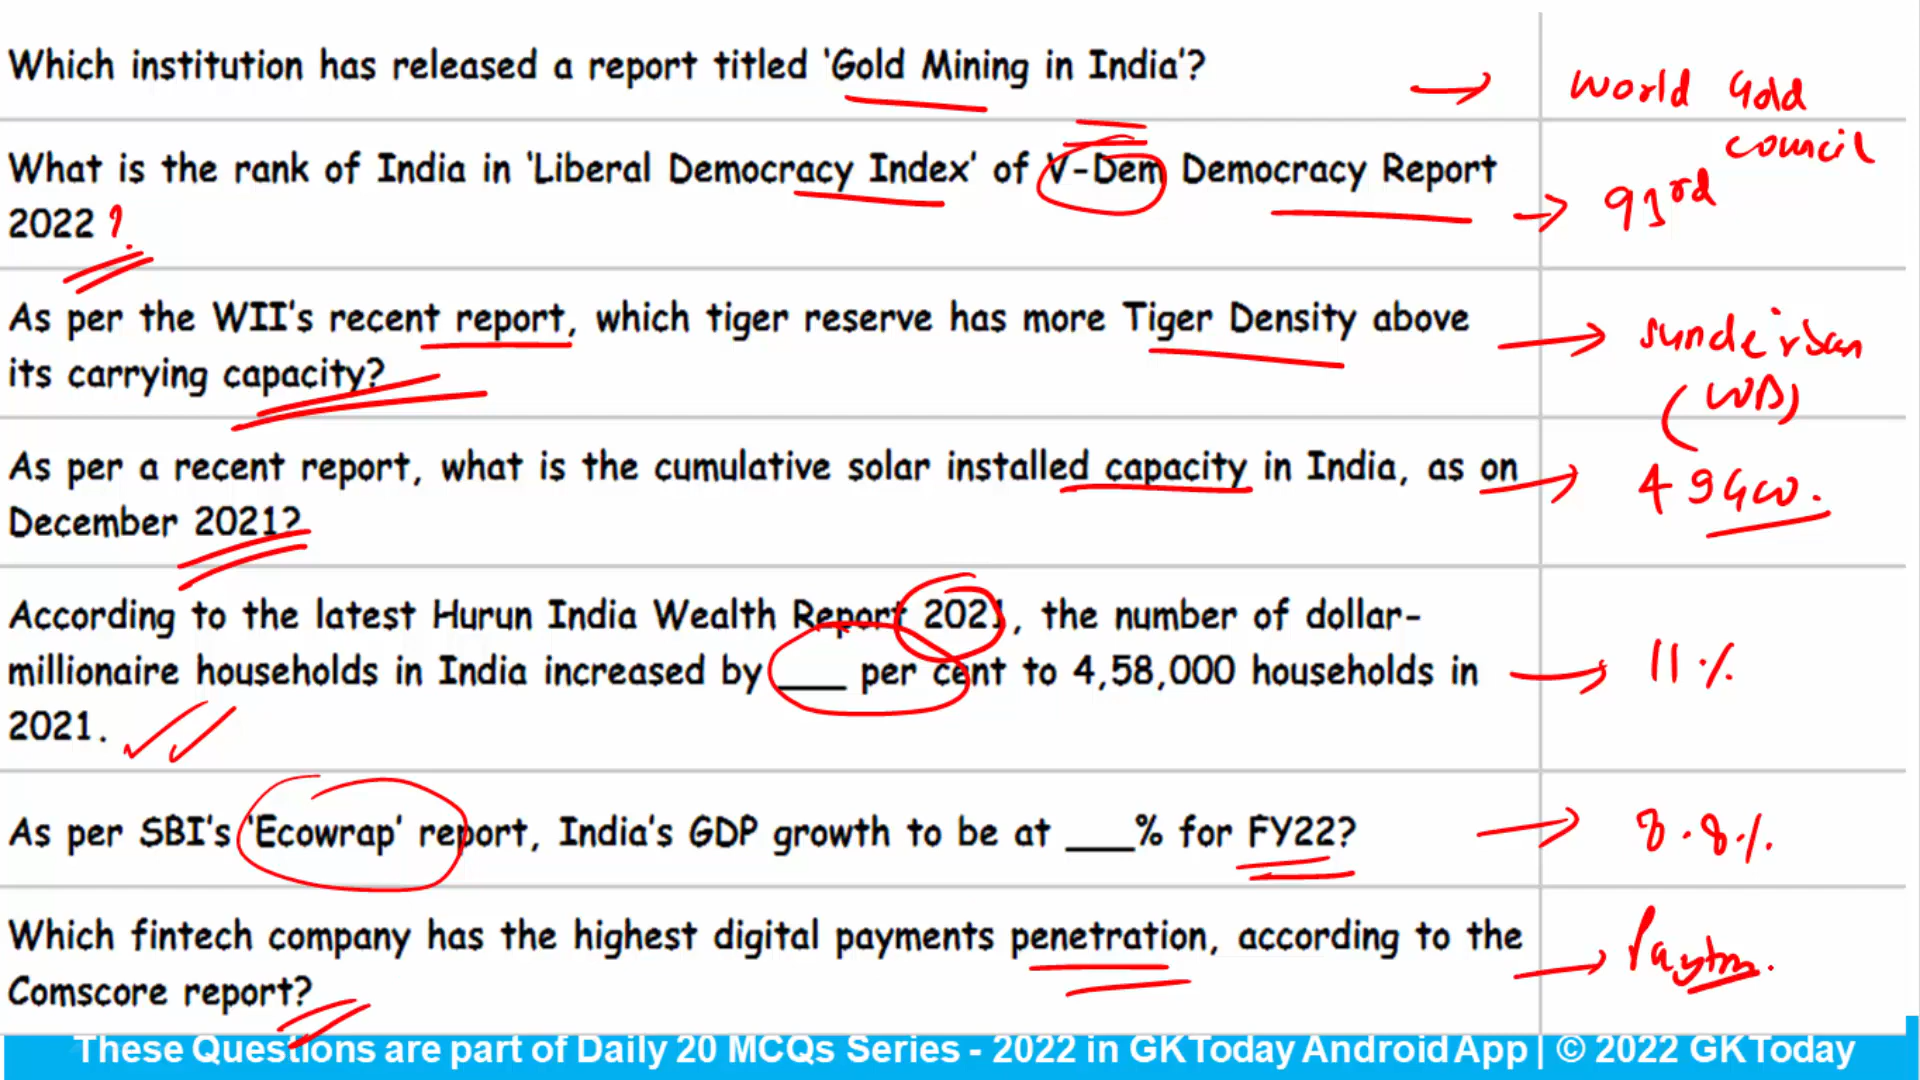 Which institution has released a report titled 'Gold Mining in India'?
World Gold
council
What is the rank of India in 'Liberal Democracy Index' of V-Dem Democracy Report
2022 ?
93rd
As per the WII's recent report, which tiger reserve has more Tiger Density above
its carrying capacity?
Sunderban
(WB)
As per a recent report, what is the cumulative solar installed capacity in India, as on
December 2021?
49GW.
According to the latest Hurun India Wealth Report 2021, the number of dollar-
millionaire households in India increased by ___ per cent to 4,58,000 households in
2021.
11%
As per SBI's 'Ecowrap' report, India's GDP growth to be at ___% for FY22?
8.8%
Which fintech company has the highest digital payments penetration, according to the
Comscore report?
Paytm.
These Questions are part of Daily 20 MCQs Series - 2022 in GKToday Android App | © 2022 GKToday